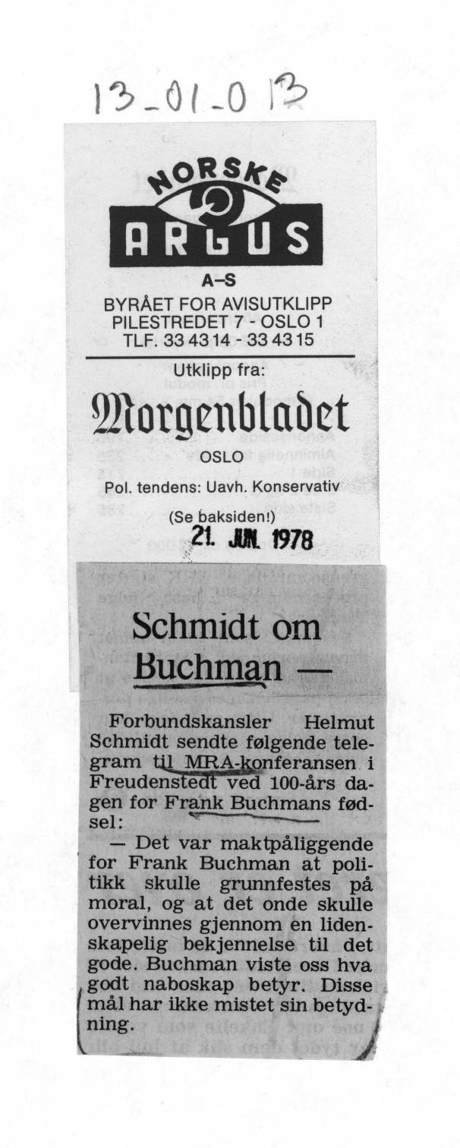 13-01-013
NORSKE
ARGUS
A–S
BYRÅET FOR AVISUTKLIPP
PILESTREDET 7 - OSLO 1
TLF. 33 43 14 - 33 43 15
Utklipp fra:
Morgenbladet
OSLO
Pol. tendens: Uavh. Konservativ
(Se baksiden!)
21. JUN. 1978
Schmidt om
Buchman —
Forbundskansler Helmut
Schmidt sendte følgende tele-
gram til MRA-konferansen i
Freudenstedt ved 100-års da-
gen for Frank Buchmans fød-
sel:
— Det var maktpåliggende
for Frank Buchman at poli-
tikk skulle grunnfestes på
moral, og at det onde skulle
overvinnes gjennom en liden-
skapelig bekjennelse til det
gode. Buchman viste oss hva
godt naboskap betyr. Disse
mål har ikke mistet sin betyd-
ning.